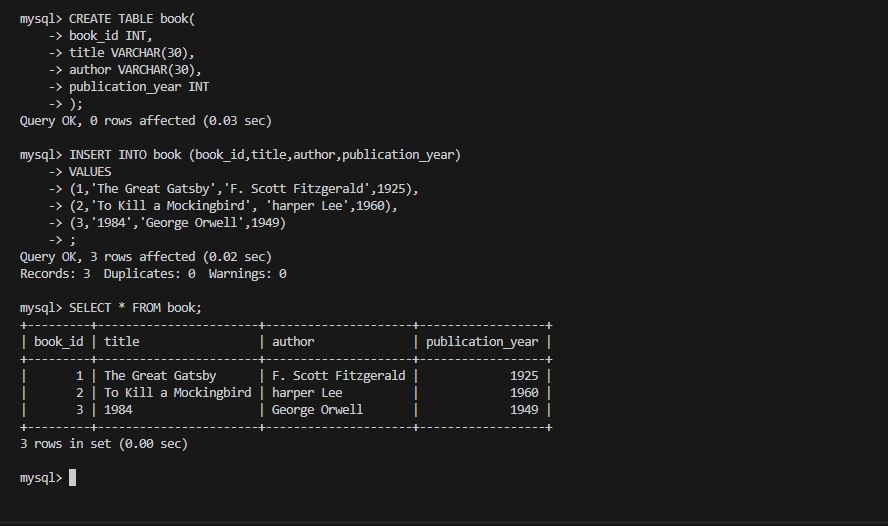 mysql> CREATE TABLE book(
    -> book_id INT,
    -> title VARCHAR(30),
    -> author VARCHAR(30),
    -> publication_year INT
    -> );
Query OK, 0 rows affected (0.03 sec)

mysql> INSERT INTO book (book_id,title,author,publication_year)
    -> VALUES
    -> (1,'The Great Gatsby','F. Scott Fitzgerald',1925),
    -> (2,'To Kill a Mockingbird', 'harper Lee',1960),
    -> (3,'1984','George Orwell',1949)
    -> ;
Query OK, 3 rows affected (0.02 sec)
Records: 3  Duplicates: 0  Warnings: 0

mysql> SELECT * FROM book;
+---------+-----------------------+---------------------+------------------+
| book_id | title                 | author              | publication_year |
+---------+-----------------------+---------------------+------------------+
|       1 | The Great Gatsby      | F. Scott Fitzgerald |             1925 |
|       2 | To Kill a Mockingbird | harper Lee          |             1960 |
|       3 | 1984                  | George Orwell       |             1949 |
+---------+-----------------------+---------------------+------------------+
3 rows in set (0.00 sec)

mysql>